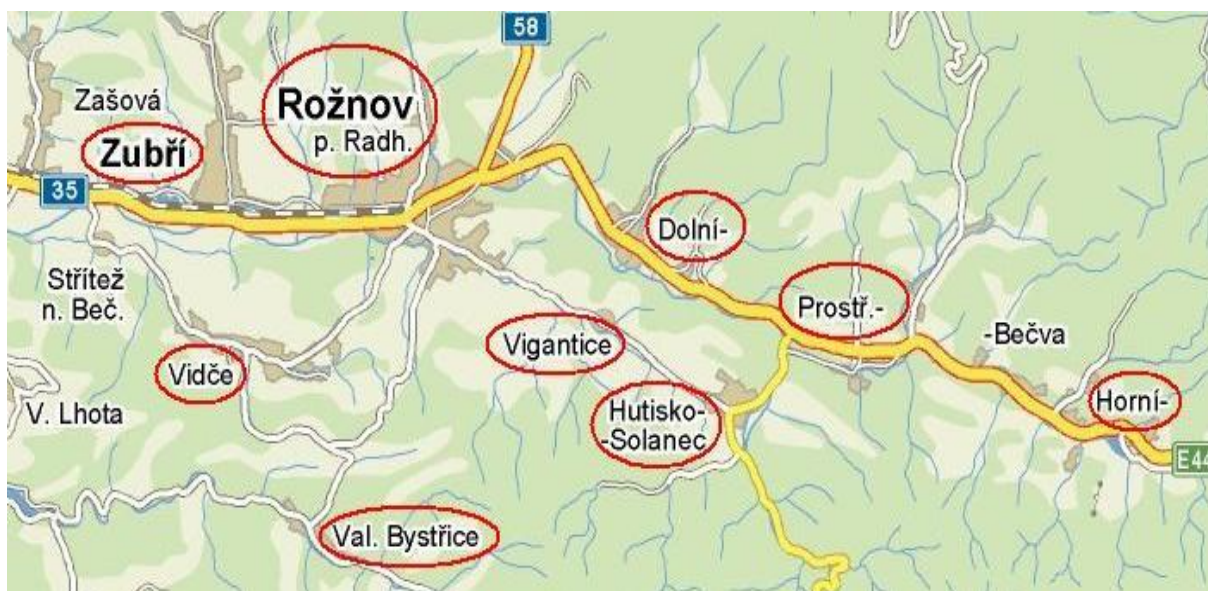 58
Zašová
Rožnov
p. Radh.
Zubří
35
Dolní-
Střítež
n. Beč.
Prostř.-
-Bečva
Vigantice
Vidče
V. Lhota
Hutisko-
-Solanec
Horní-
E44
Val. Bystřice